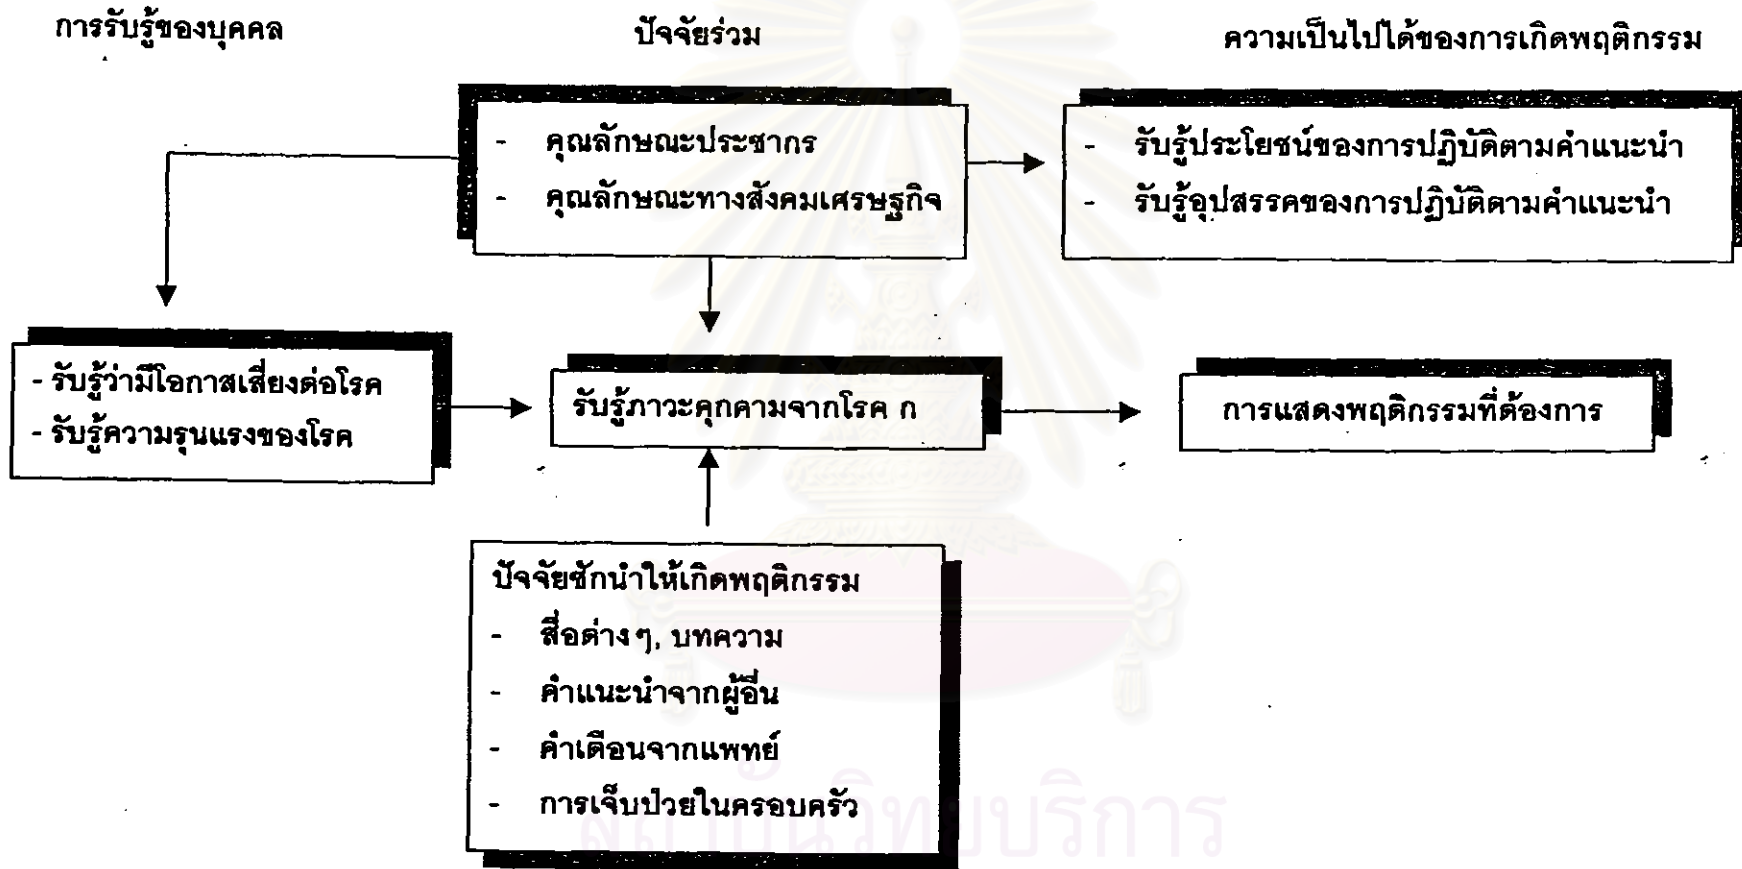 การรับรู้ของบุคคล
ปัจจัยร่วม
ความเป็นไปได้ของการเกิดพฤติกรรม
- คุณลักษณะประชากร
- คุณลักษณะทางสังคมเศรษฐกิจ
- รับรู้ประโยชน์ของการปฏิบัติตามคำแนะนำ
- รับรู้อุปสรรคของการปฏิบัติตามคำแนะนำ
- รับรู้ว่ามีโอกาสเสี่ยงต่อโรค
- รับรู้ความรุนแรงของโรค
รับรู้ภาวะคุกคามจากโรค ก
การแสดงพฤติกรรมที่ต้องการ
ปัจจัยชักนำให้เกิดพฤติกรรม
- สื่อต่างๆ, บทความ
- คำแนะนำจากผู้อื่น
- คำเตือนจากแพทย์
- การเจ็บป่วยในครอบครัว
สถาบันวิทยบริการ